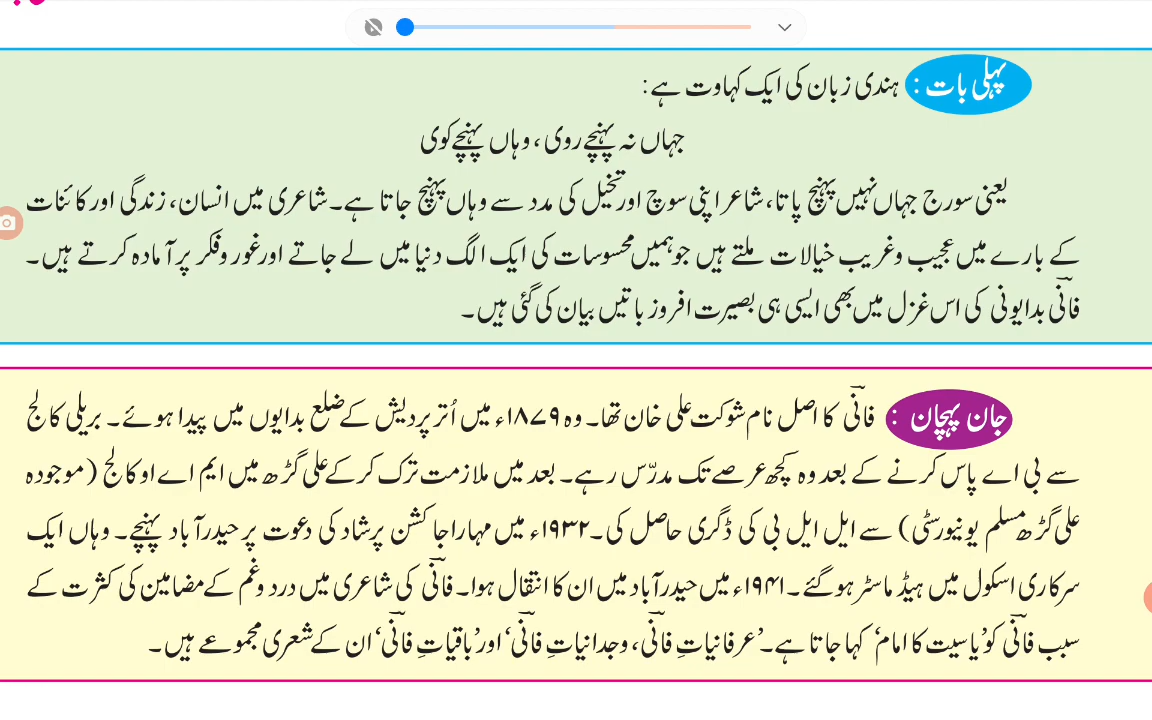 پہلی بات : ہندی زبان کی ایک کہاوت ہے:
جہاں نہ پہنچے روی، وہاں پہنچے کوی
یعنی سورج جہاں نہیں پہنچ پاتا، شاعر اپنی سوچ اور تخیل کی مدد سے وہاں پہنچ جاتا ہے۔ شاعری میں انسان، زندگی اور کائنات
کے بارے میں عجیب و غریب خیالات ملتے ہیں جو ہمیں محسوسات کی ایک الگ دنیا میں لے جاتے اور غور و فکر پر آمادہ کرتے ہیں۔
فانی بدایونی کی اس غزل میں بھی ایسی ہی بصیرت افروز باتیں بیان کی گئی ہیں۔
جان پہچان : فانی کا اصل نام شوکت علی خان تھا۔ وہ ۱۸۷۹ء میں اُتر پردیش کے ضلع بدایوں میں پیدا ہوئے۔ بریلی کالج
سے بی اے پاس کرنے کے بعد وہ کچھ عرصے تک مدرّس رہے۔ بعد میں ملازمت ترک کر کے علی گڑھ میں ایم اے او کالج (موجودہ
علی گڑھ مسلم یونیورسٹی) سے ایل ایل بی کی ڈگری حاصل کی۔ ۱۹۳۲ء میں مہاراجا کشن پرشاد کی دعوت پر حیدرآباد پہنچے۔ وہاں ایک
سرکاری اسکول میں ہیڈ ماسٹر ہو گئے۔ ۱۹۴۱ء میں حیدرآباد میں ان کا انتقال ہوا۔ فانی کی شاعری میں درد و غم کے مضامین کی کثرت کے
سبب فانی کو ’یاسیت کا امام‘ کہا جاتا ہے۔ ’عرفانیاتِ فانی، وجدانیاتِ فانی‘ اور ’باقیاتِ فانی‘ ان کے شعری مجموعے ہیں۔